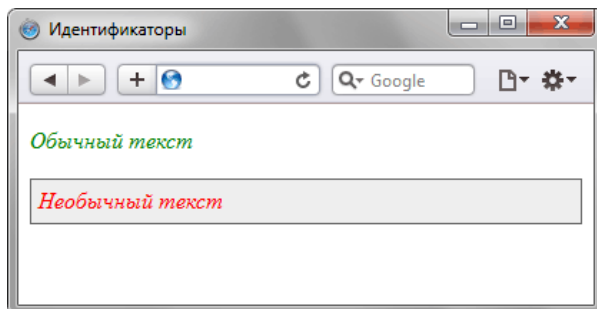 Идентификаторы
Google
Обычный текст
Необычный текст